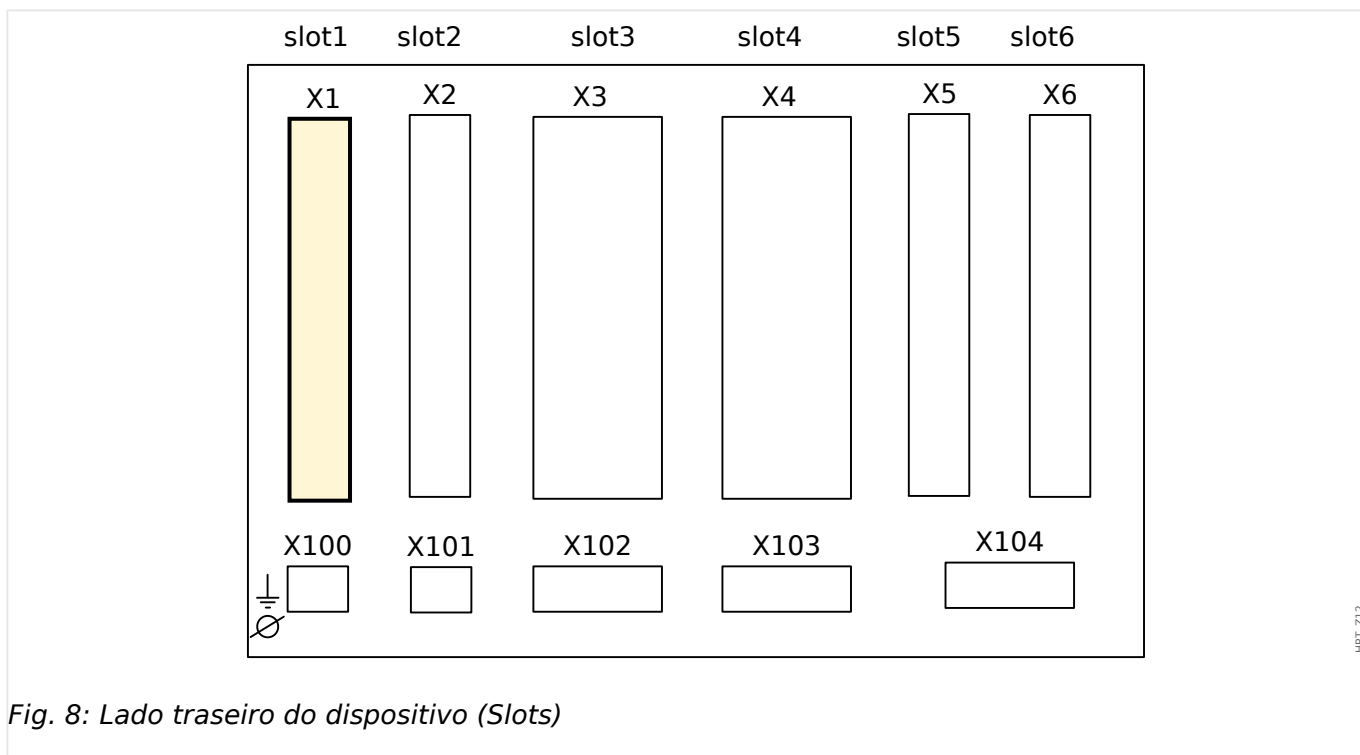 slot1 slot2 slot3 slot4 slot5 slot6
X1 X2 X3 X4 X5 X6
X100 X101 X102 X103 X104
Fig. 8: Lado traseiro do dispositivo (Slots)